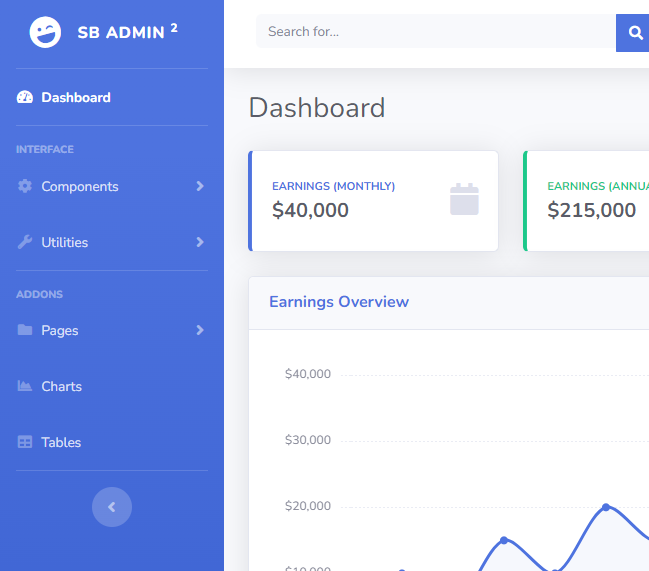 SB ADMIN 2
Search for...
Dashboard
Dashboard
INTERFACE
Components
Utilities
ADDONS
Pages
Charts
Tables
EARNINGS (MONTHLY)
$40,000
EARNINGS (ANNUA
$215,000
Earnings Overview
$40,000
$30,000
$20,000
$10,000